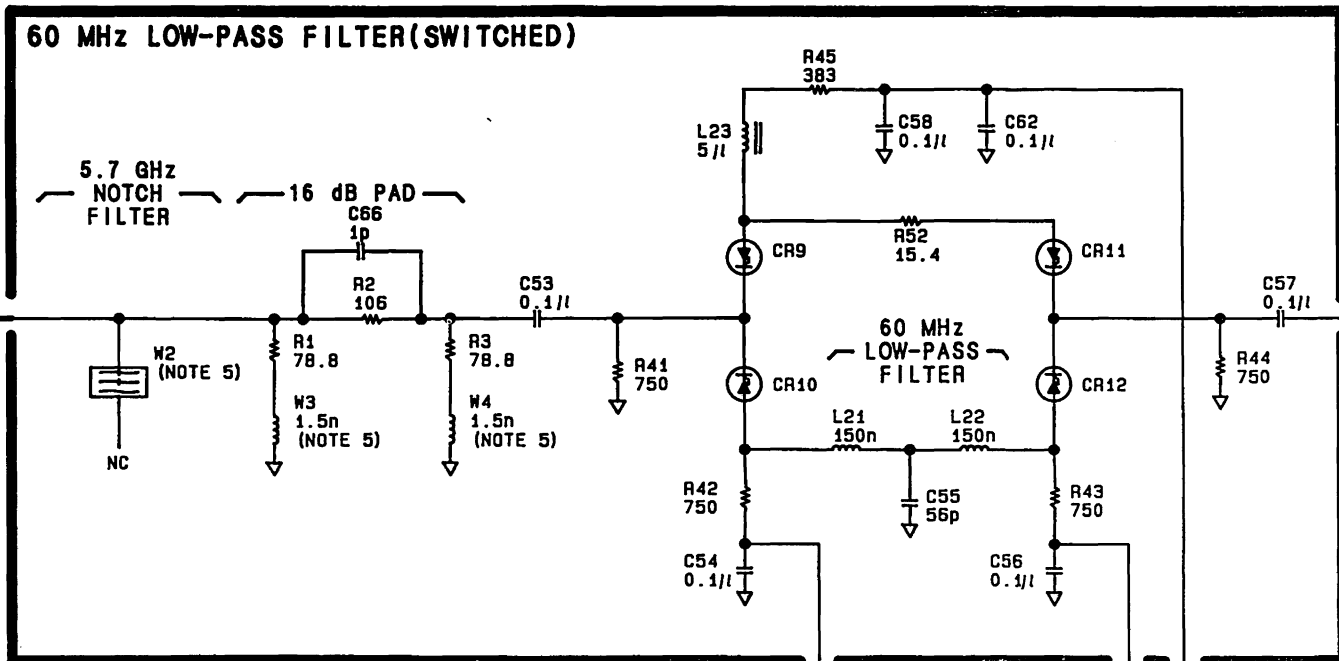 60 MHz LOW-PASS FILTER(SWITCHED)
R45
383
C58
0.1µ
C62
0.1µ
L23
5µ
5.7 GHz
NOTCH
FILTER
16 dB PAD
C66
1p
R52
15.4
CR9
CR11
R2
106
C53
0.1µ
C57
0.1µ
W2
(NOTE 5)
R1
78.8
R3
78.8
R41
750
60 MHz
LOW-PASS
FILTER
R44
750
CR10
CR12
W3
1.5n
(NOTE 5)
W4
1.5n
(NOTE 5)
L21
150n
L22
150n
NC
R42
750
C55
56p
R43
750
C54
0.1µ
C56
0.1µ